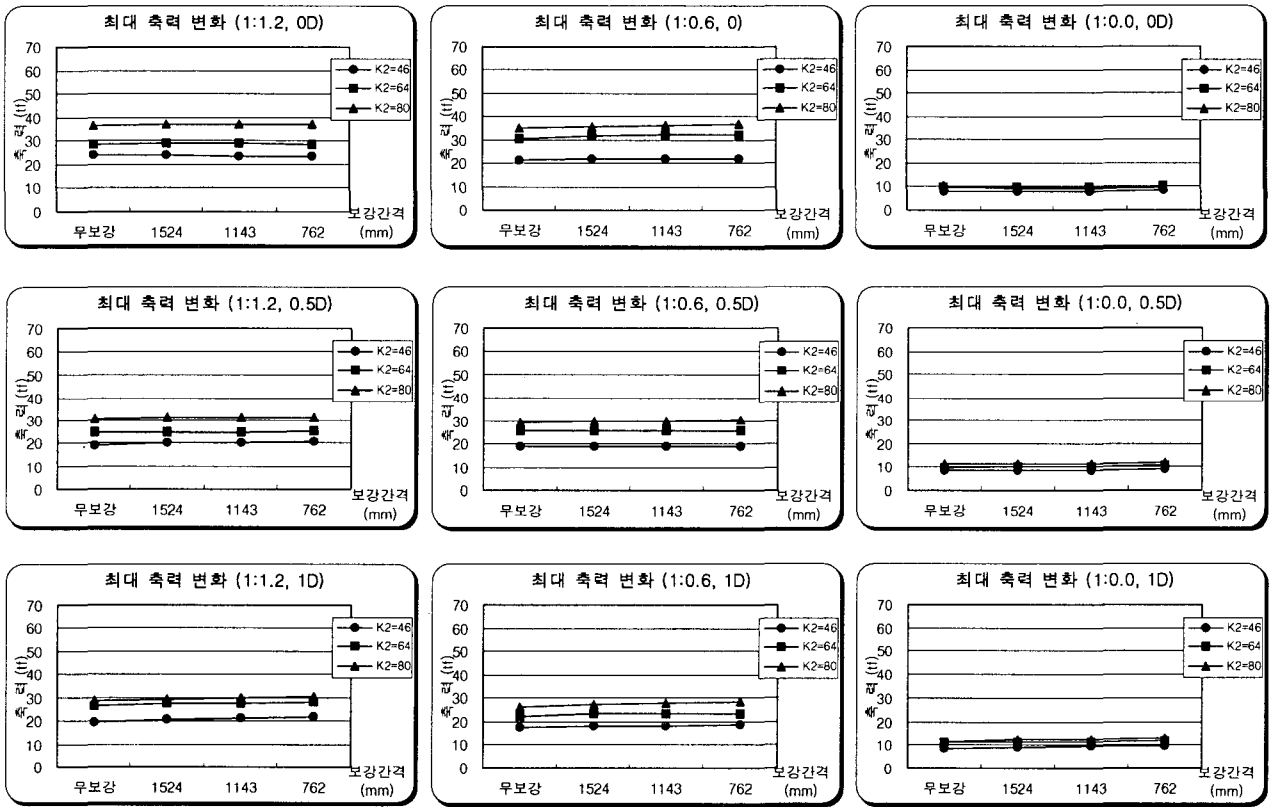 최대 축력 변화 (1:1.2, 0D)
70
60
50
40
30
20
10
0
축 력 (tf)
K2=46
K2=64
K2=80
무보강 1524 1143 762
보강간격
(mm)
최대 축력 변화 (1:0.6, 0)
70
60
50
40
30
20
10
0
축 력 (tf)
K2=46
K2=64
K2=80
무보강 1524 1143 762
보강간격
(mm)
최대 축력 변화 (1:0.0, 0D)
70
60
50
40
30
20
10
0
축 력 (tf)
K2=46
K2=64
K2=80
무보강 1524 1143 762
보강간격
(mm)
최대 축력 변화 (1:1.2, 0.5D)
70
60
50
40
30
20
10
0
축 력 (tf)
K2=46
K2=64
K2=80
무보강 1524 1143 762
보강간격
(mm)
최대 축력 변화 (1:0.6, 0.5D)
70
60
50
40
30
20
10
0
축 력 (tf)
K2=46
K2=64
K2=80
무보강 1524 1143 762
보강간격
(mm)
최대 축력 변화 (1:0.0, 0.5D)
70
60
50
40
30
20
10
0
축 력 (tf)
K2=46
K2=64
K2=80
무보강 1524 1143 762
보강간격
(mm)
최대 축력 변화 (1:1.2, 1D)
70
60
50
40
30
20
10
0
축 력 (tf)
K2=46
K2=64
K2=80
무보강 1524 1143 762
보강간격
(mm)
최대 축력 변화 (1:0.6, 1D)
70
60
50
40
30
20
10
0
축 력 (tf)
K2=46
K2=64
K2=80
무보강 1524 1143 762
보강간격
(mm)
최대 축력 변화 (1:0.0, 1D)
70
60
50
40
30
20
10
0
축 력 (tf)
K2=46
K2=64
K2=80
무보강 1524 1143 762
보강간격
(mm)